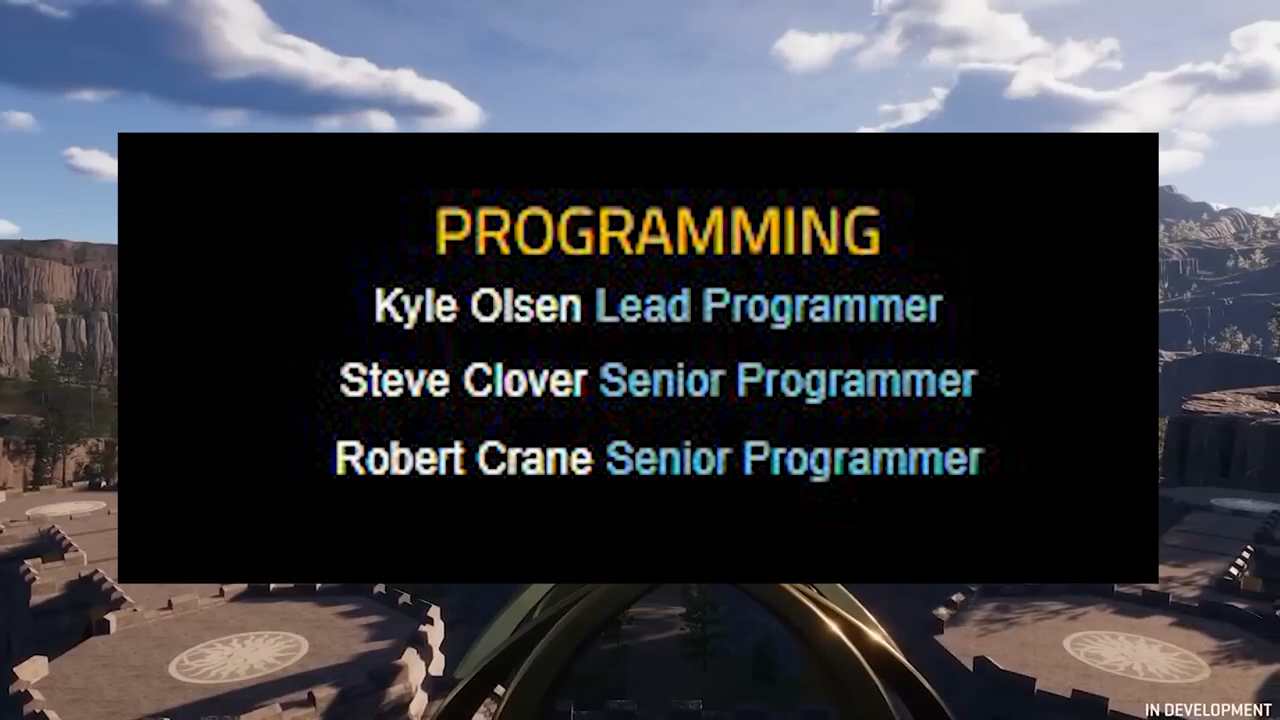 PROGRAMMING
Kyle Olsen Lead Programmer
Steve Clover Senior Programmer
Robert Crane Senior Programmer
IN DEVELOPMENT